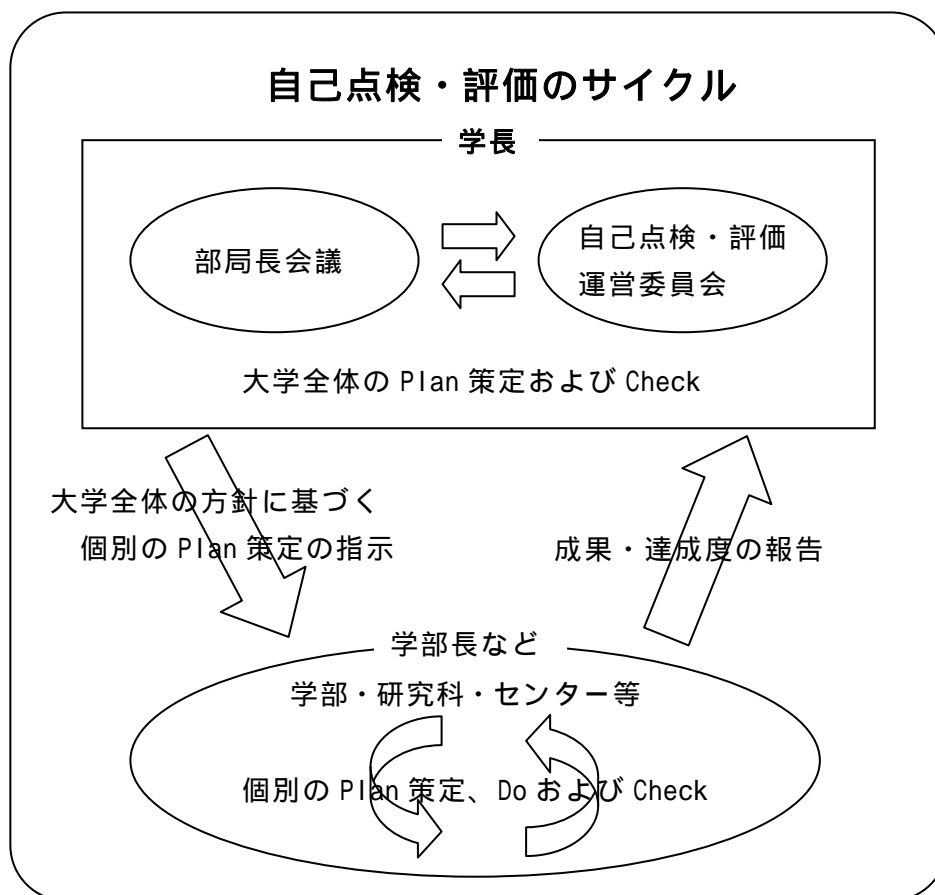 自己点検・評価のサイクル
学長
部局長会議
自己点検・評価
運営委員会
大学全体の Plan 策定および Check
大学全体の方針に基づく
個別の Plan 策定の指示
成果・達成度の報告
学部長など
学部・研究科・センター等
個別の Plan 策定、Do および Check